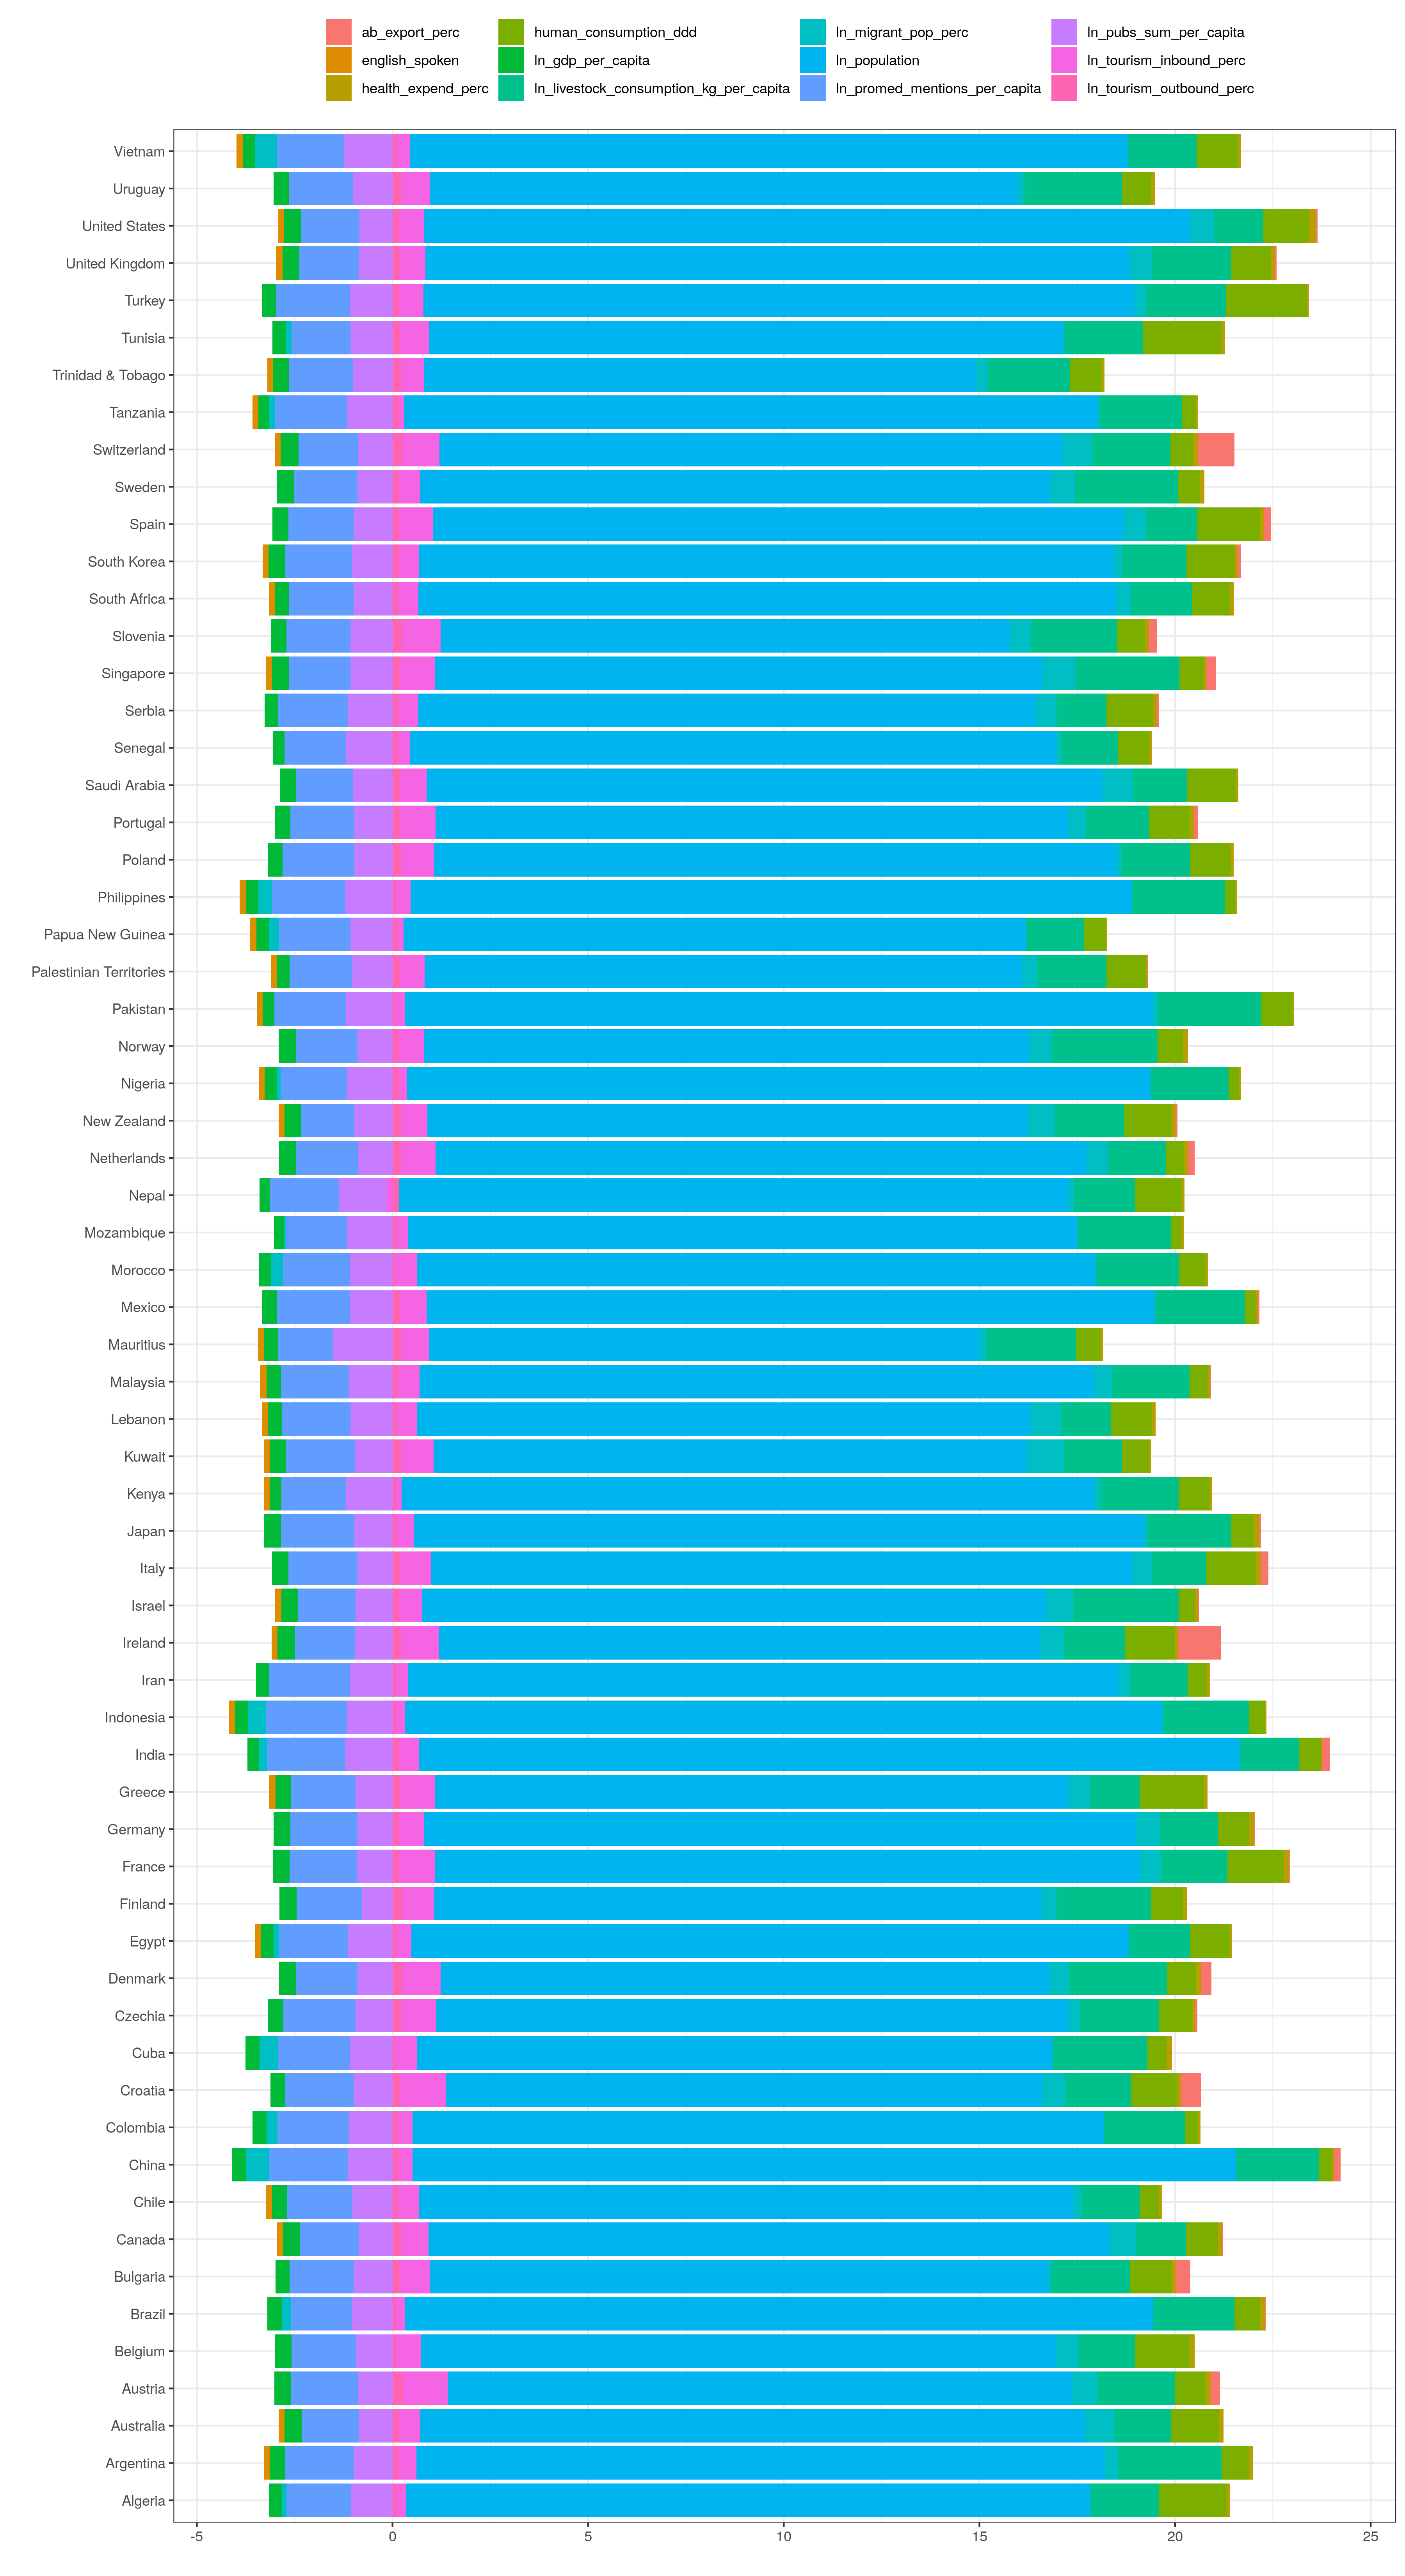 ab_export_perc human_consumption_ddd ln_migrant_pop_perc ln_pubs_sum_per_capita
english_spoken ln_gdp_per_capita ln_population ln_tourism_inbound_perc
health_expend_perc ln_livestock_consumption_kg_per_capita ln_promed_mentions_per_capita ln_tourism_outbound_perc
Vietnam
Uruguay
United States
United Kingdom
Turkey
Tunisia
Trinidad & Tobago
Tanzania
Switzerland
Sweden
Spain
South Korea
South Africa
Slovenia
Singapore
Serbia
Senegal
Saudi Arabia
Portugal
Poland
Philippines
Papua New Guinea
Palestinian Territories
Pakistan
Norway
Nigeria
New Zealand
Netherlands
Nepal
Mozambique
Morocco
Mexico
Mauritius
Malaysia
Lebanon
Kuwait
Kenya
Japan
Italy
Israel
Ireland
Iran
Indonesia
India
Greece
Germany
France
Finland
Egypt
Denmark
Czechia
Cuba
Croatia
Colombia
China
Chile
Canada
Bulgaria
Brazil
Belgium
Austria
Australia
Argentina
Algeria
-5 0 5 10 15 20 25